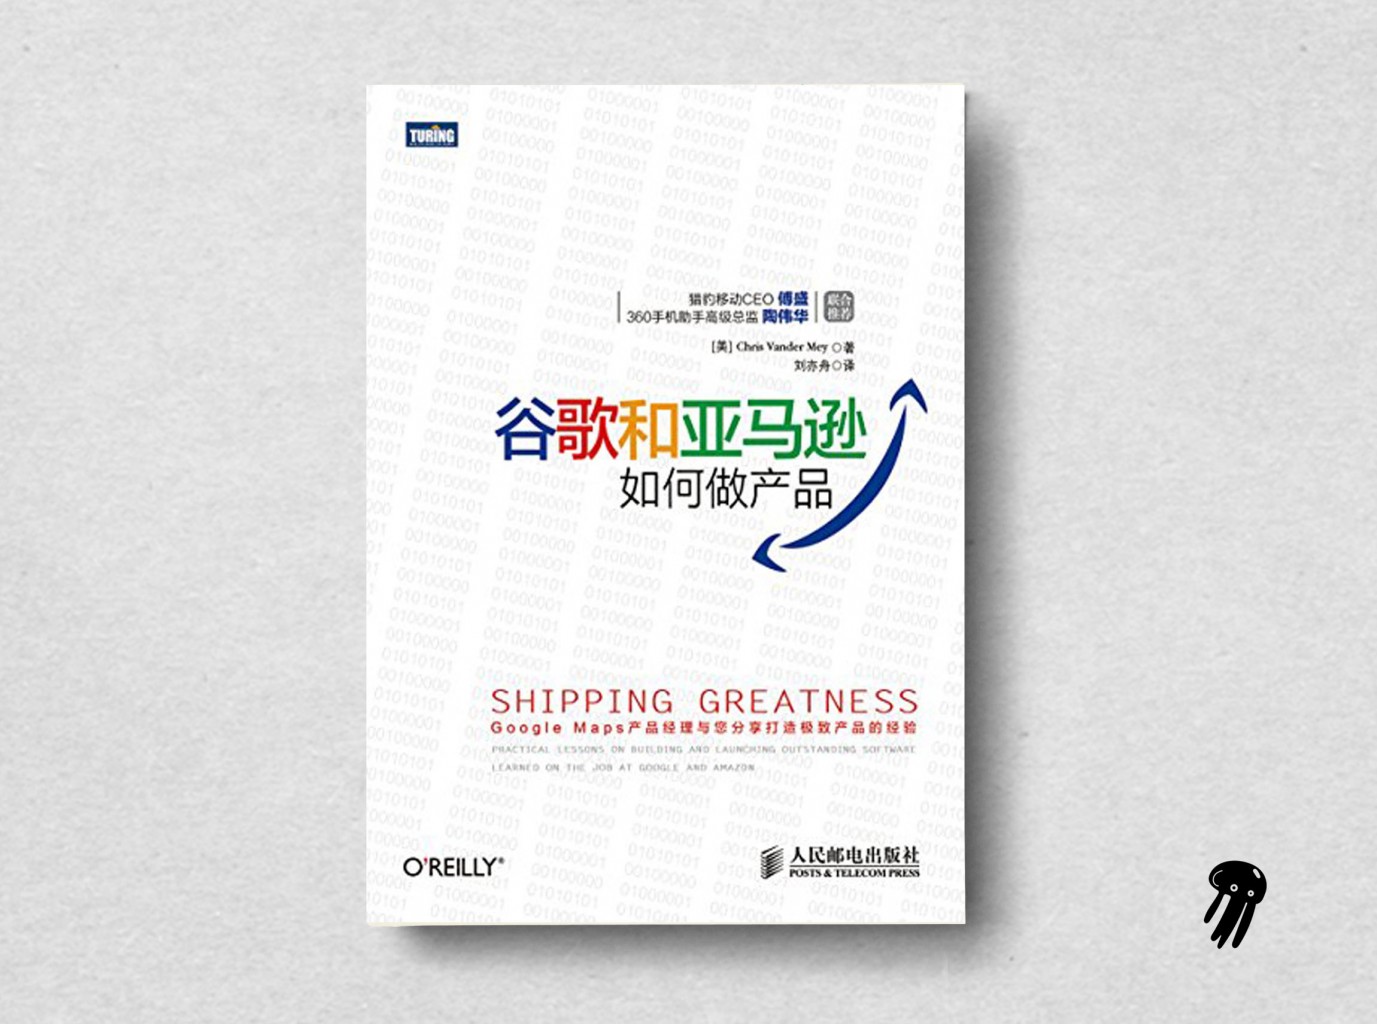 TURING
猎豹移动CEO 傅盛
360手机助手高级总监 陶伟华
联合
推荐
[美] Chris Vander Mey ○著
刘亦舟○译
谷歌和亚马逊
如何做产品
SHIPPING GREATNESS
Google Maps产品经理与您分享打造极致产品的经验
PRACTICAL LESSONS ON BUILDING AND LAUNCHING OUTSTANDING SOFTWARE
LEARNED ON THE JOB AT GOOGLE AND AMAZON
O'REILLY®
人民邮电出版社
POSTS & TELECOM PRESS